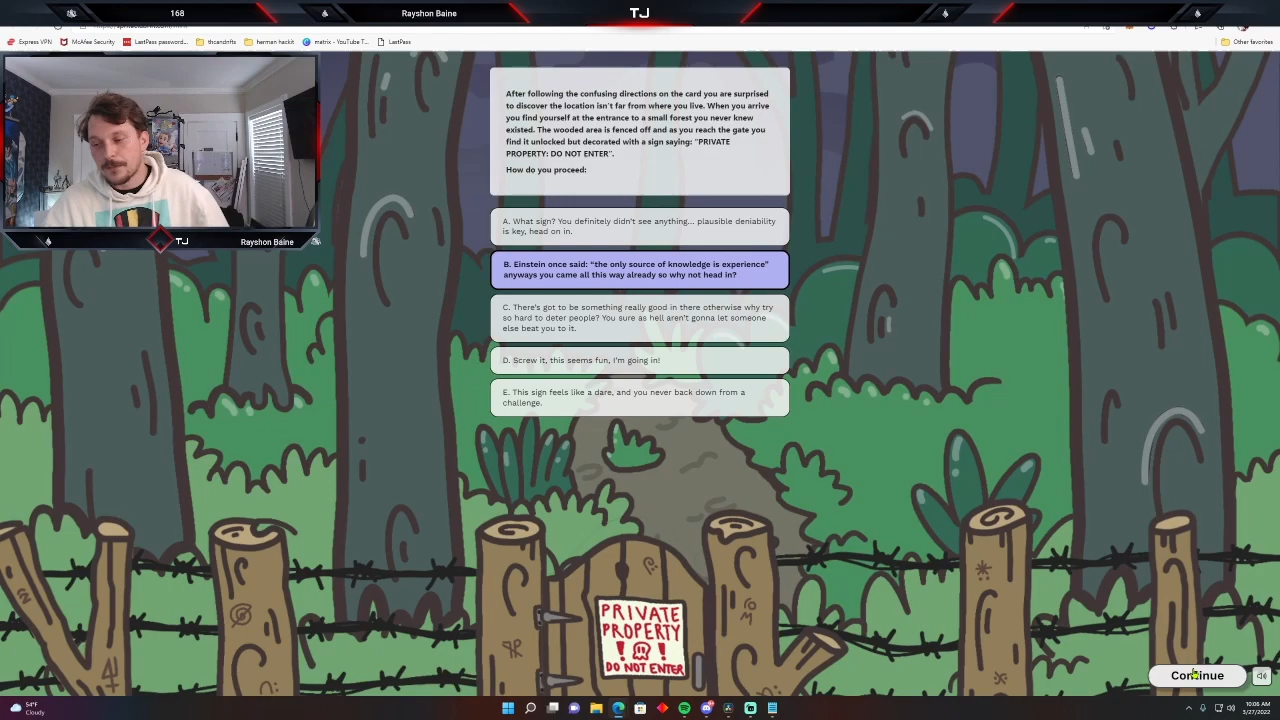 168
Rayshon Baine
TJ
Express VPN
McAfee Security
LastPass password...
thcandnfts
herman hackit
matrix - YouTube T...
LastPass
Other favorites
After following the confusing directions on the card you are surprised
to discover the location isn't far from where you live. When you arrive
you find yourself at the entrance to a small forest you never knew
existed. The wooded area is fenced off and as you reach the gate you
find it unlocked but decorated with a sign saying: "PRIVATE
PROPERTY: DO NOT ENTER".
How do you proceed:
A. What sign? You definitely didn't see anything... plausible deniability
is key, head on in.
TJ
Rayshon Baine
B. Einstein once said: "the only source of knowledge is experience"
anyways you came all this way already so why not head in?
C. There's got to be something really good in there otherwise why try
so hard to deter people? You sure as hell aren't gonna let someone
else beat you to it.
D. Screw it, this seems fun, I'm going in!
E. This sign feels like a dare, and you never back down from a
challenge.
PRIVATE
PROPERTY
! !
DO NOT ENTER
Continue
54°F
Cloudy
10:06 AM
3/27/2022